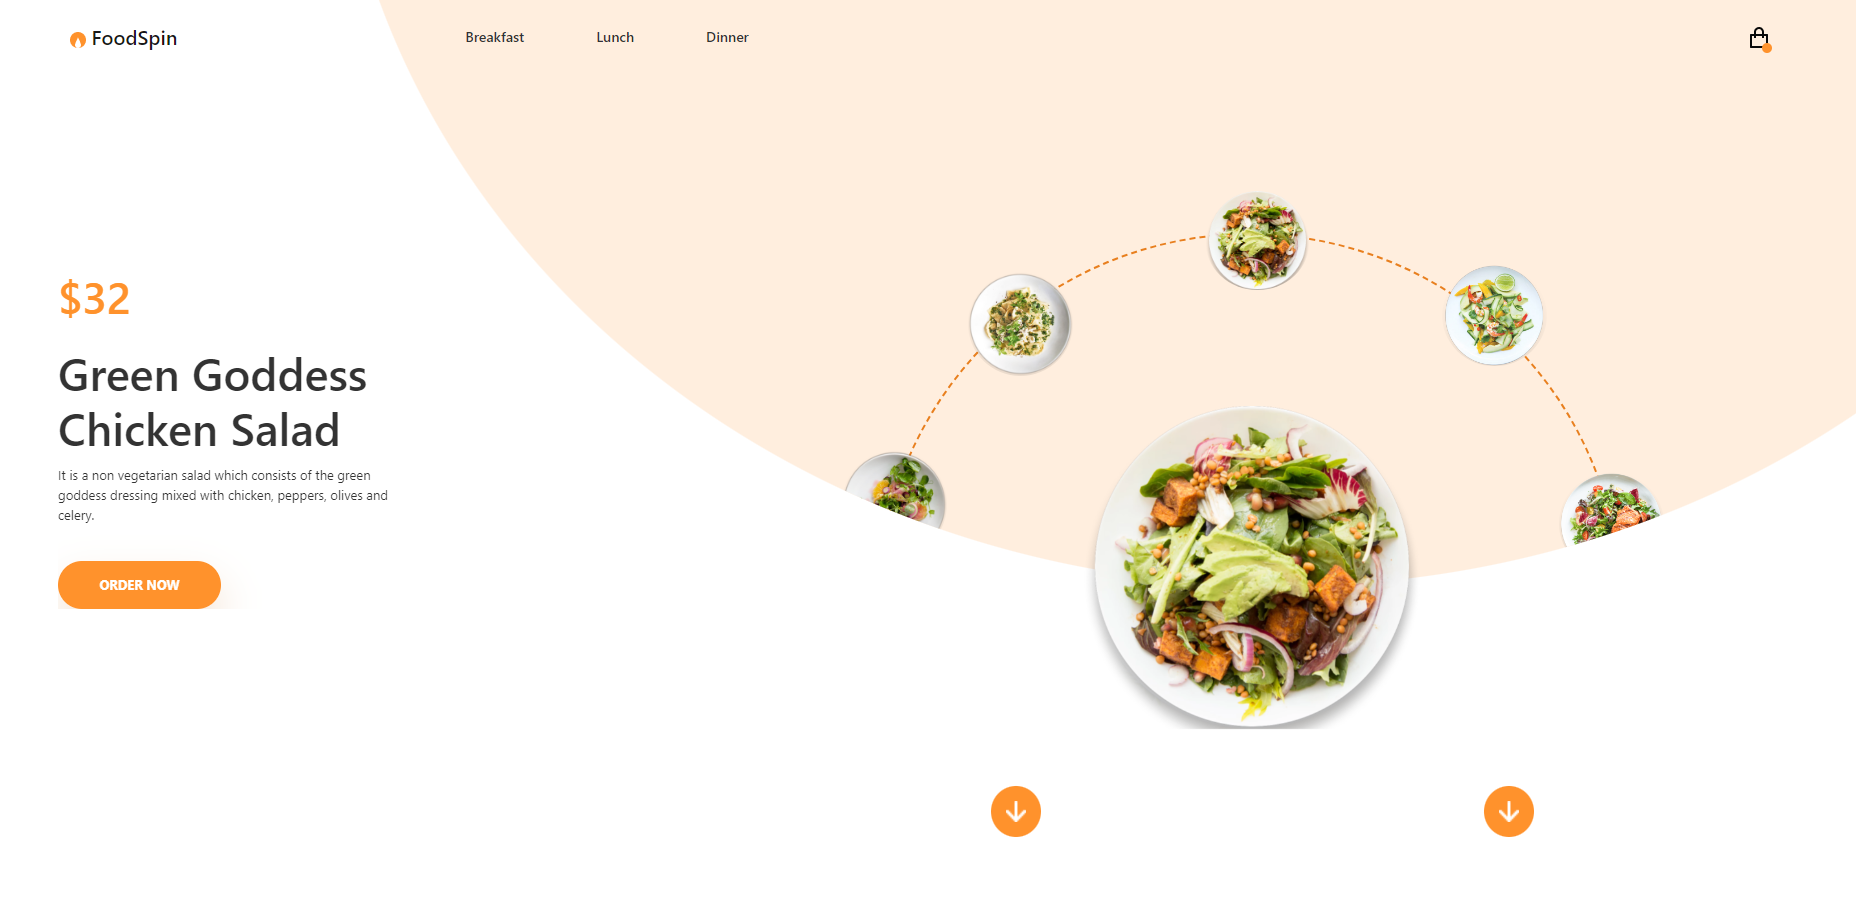 FoodSpin
Breakfast
Lunch
Dinner
$32
Green Goddess
Chicken Salad
It is a non vegetarian salad which consists of the green
goddess dressing mixed with chicken, peppers, olives and
celery.
ORDER NOW